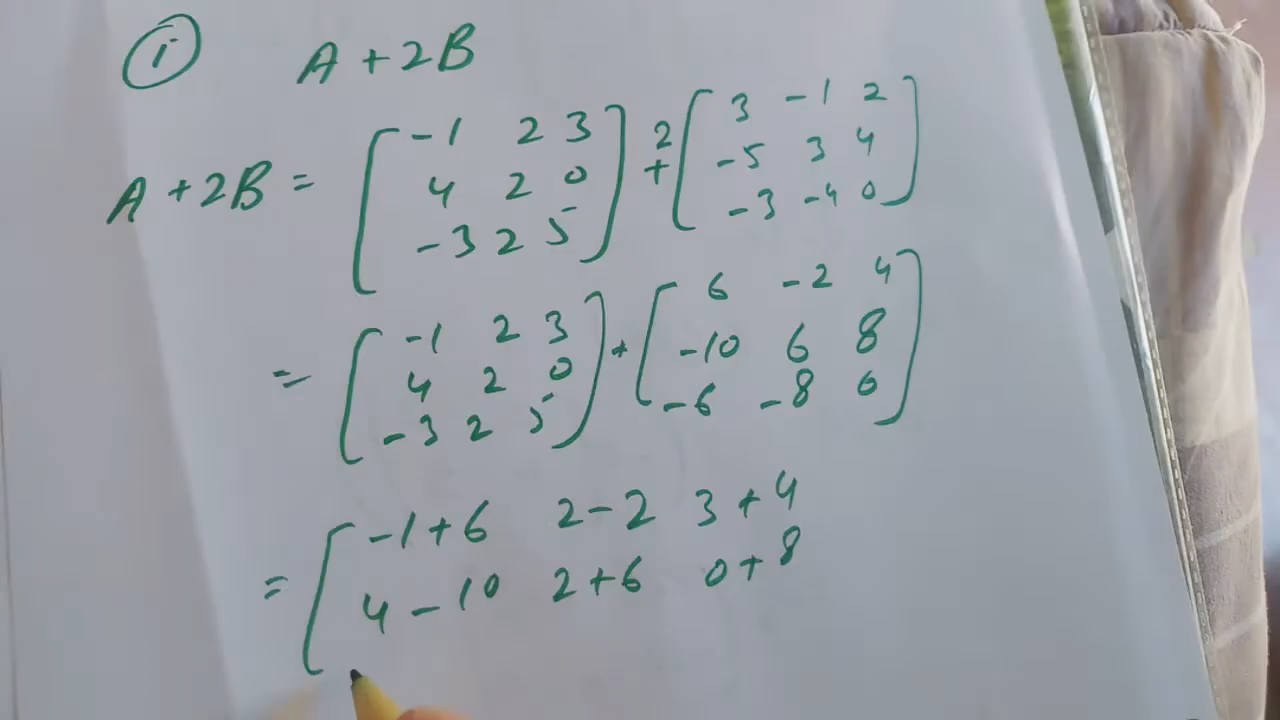 i A + 2B
A + 2B = [ -1 2 3 ] 2 + [ 3 -1 2 ]
4 2 0 -5 3 4
-3 2 5 -3 -4 0
= [ -1 2 3 ] + [ 6 -2 4 ]
4 2 0 -10 6 8
-3 2 5 -6 -8 0
= [ -1+6 2-2 3+4
4-10 2+6 0+8